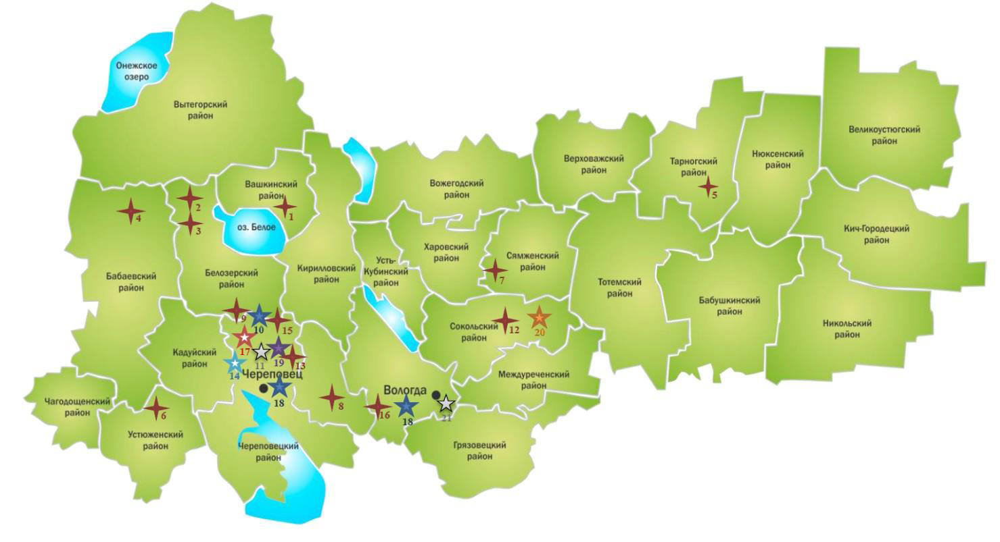 Онежское
озеро
Вытегорский
район
Великоустюгский
район
Верховажский
район
Тарногский
район
5
Нюксенский
район
Вашкинский
район
1
Вожегодский
район
2
3
4
оз. Белое
Кич-Городецкий
район
Харовский
район
Сямженский
район
7
Усть-
Кубинский
район
Кирилловский
район
Белозерский
район
Бабаевский
район
Тотемский
район
Бабушкинский
район
Никольский
район
9
10
15
17
11
19
13
14
Череповец
18
Кадуйский
район
Сокольский
район
12
20
Междуреченский
район
Вологда
8
16
18
21
Чагодощенский
район
6
Устюженский
район
Череповецкий
район
Грязовецкий
район